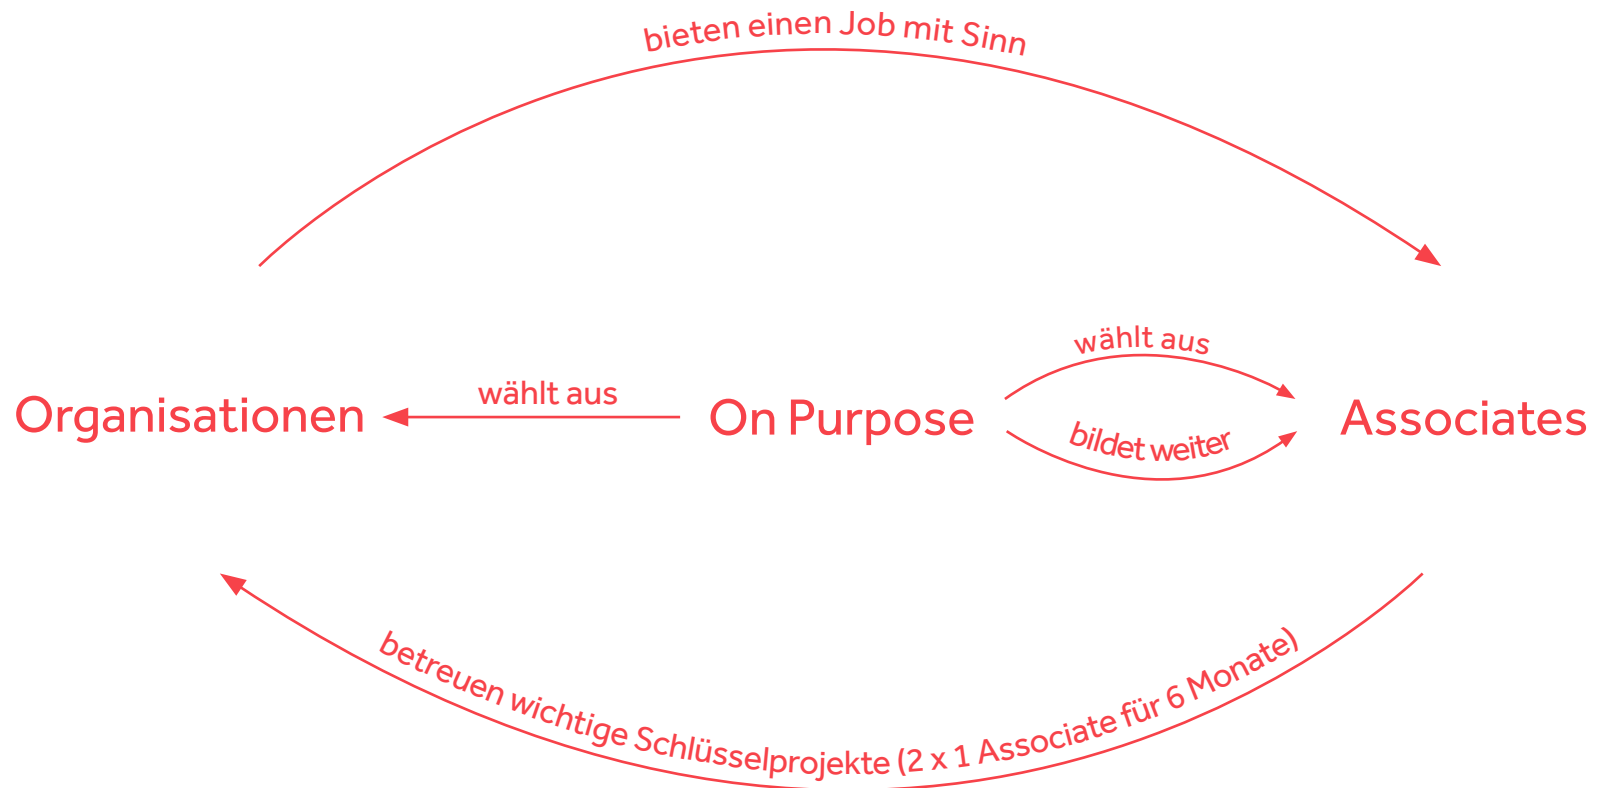 bieten einen Job mit Sinn
wählt aus
wählt aus
Organisationen
On Purpose
Associates
bildet weiter
betreuen wichtige Schlüsselprojekte (2 x 1 Associate für 6 Monate)